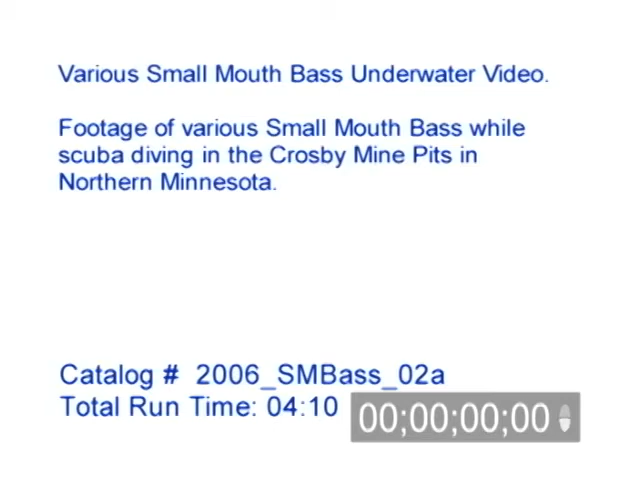 Various Small Mouth Bass Underwater Video.
Footage of various Small Mouth Bass while
scuba diving in the Crosby Mine Pits in
Northern Minnesota.
Catalog # 2006_SMBass_02a
Total Run Time: 04:10
00;00;00;00